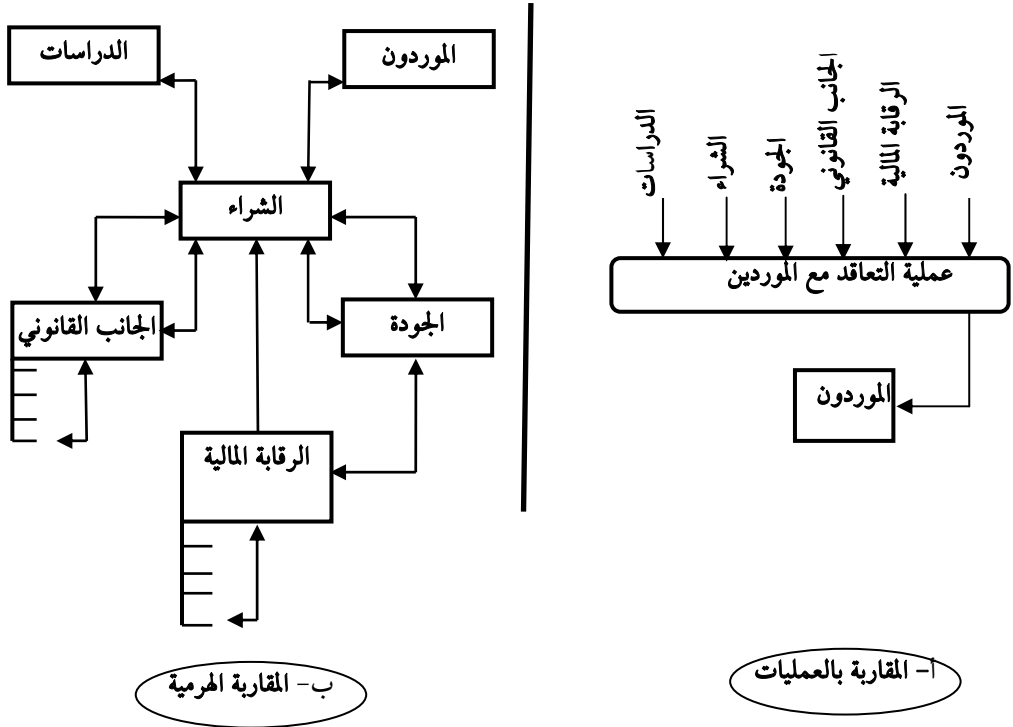 الموردون
الرقابة المالية
الجانب القانوني
الجودة
الشراء
الدراسات
عملية التعاقد مع الموردين
الموردون
أ- المقاربة بالعمليات
الموردون
الدراسات
الشراء
الجودة
الجانب القانوني
الرقابة المالية
ب- المقاربة الهرمية